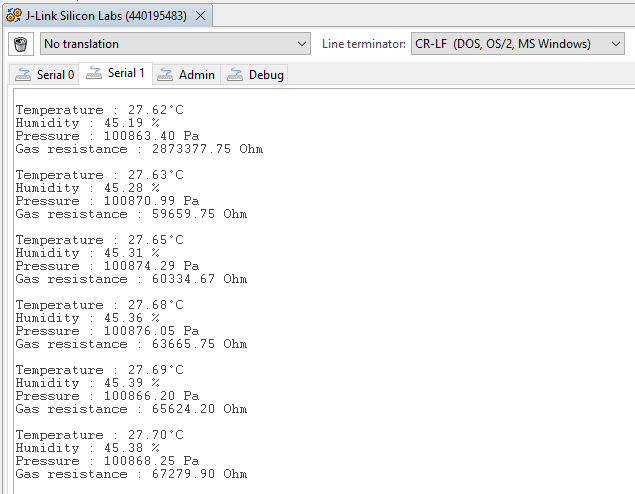 J-Link Silicon Labs (440195483)
No translation
Line terminator: CR-LF (DOS, OS/2, MS Windows)
Serial 0 Serial 1 Admin Debug
Temperature : 27.62°C
Humidity : 45.19 %
Pressure : 100863.40 Pa
Gas resistance : 2873377.75 Ohm
Temperature : 27.63°C
Humidity : 45.28 %
Pressure : 100870.99 Pa
Gas resistance : 59659.75 Ohm
Temperature : 27.65°C
Humidity : 45.31 %
Pressure : 100874.29 Pa
Gas resistance : 60334.67 Ohm
Temperature : 27.68°C
Humidity : 45.36 %
Pressure : 100876.05 Pa
Gas resistance : 63665.75 Ohm
Temperature : 27.69°C
Humidity : 45.39 %
Pressure : 100866.20 Pa
Gas resistance : 65624.20 Ohm
Temperature : 27.70°C
Humidity : 45.38 %
Pressure : 100868.25 Pa
Gas resistance : 67279.90 Ohm